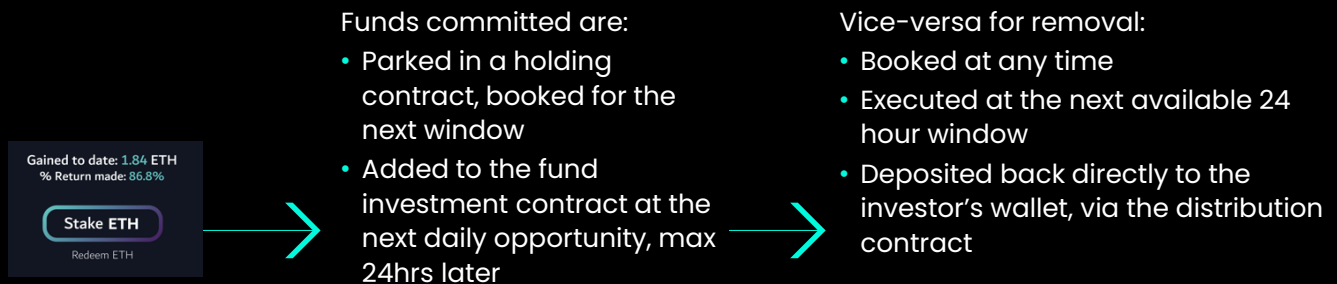 Gained to date: 1.84 ETH
% Return made: 86.8%
Stake ETH
Redeem ETH
Funds committed are:
• Parked in a holding
contract, booked for the
next window
• Added to the fund
investment contract at the
next daily opportunity, max
24hrs later
Vice-versa for removal:
• Booked at any time
• Executed at the next available 24
hour window
• Deposited back directly to the
investor’s wallet, via the distribution
contract